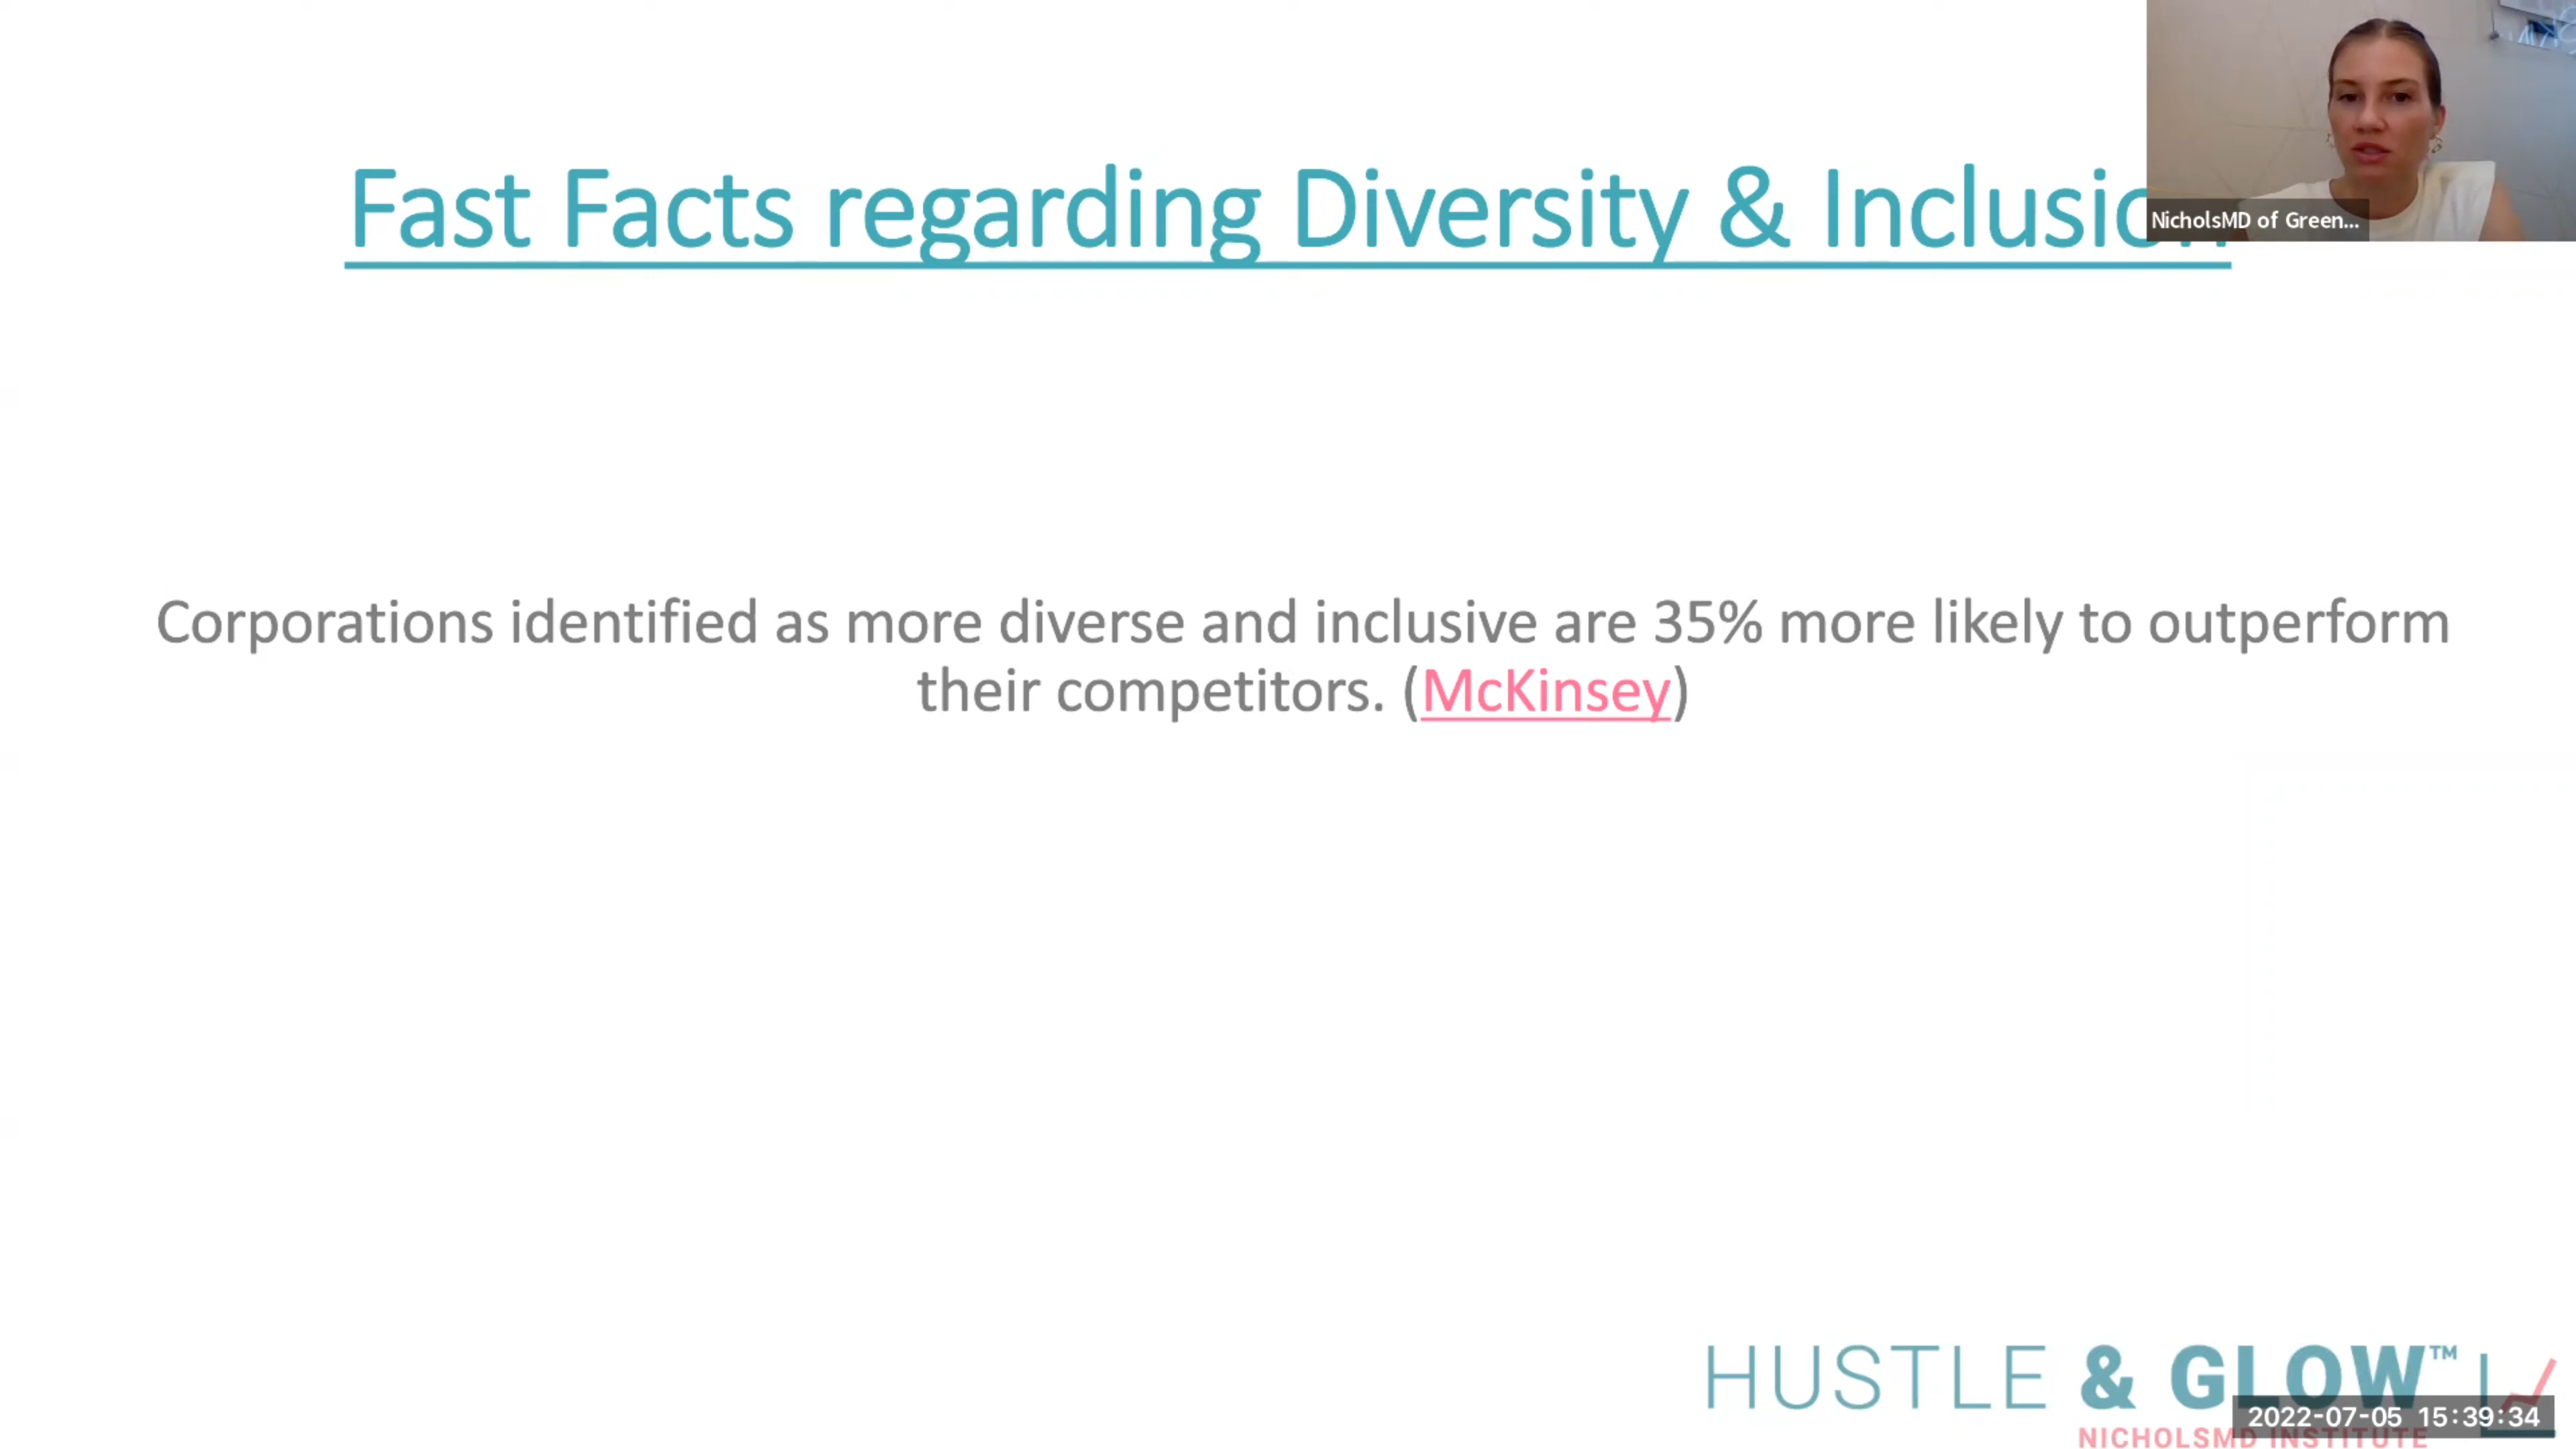 Fast Facts regarding Diversity & Inclusion
NicholsMD of Green...
Corporations identified as more diverse and inclusive are 35% more likely to outperform
their competitors. (McKinsey)
HUSTLE & GLOW™
2022-07-05 15:39:34
NICHOLSMD INSTITUTE